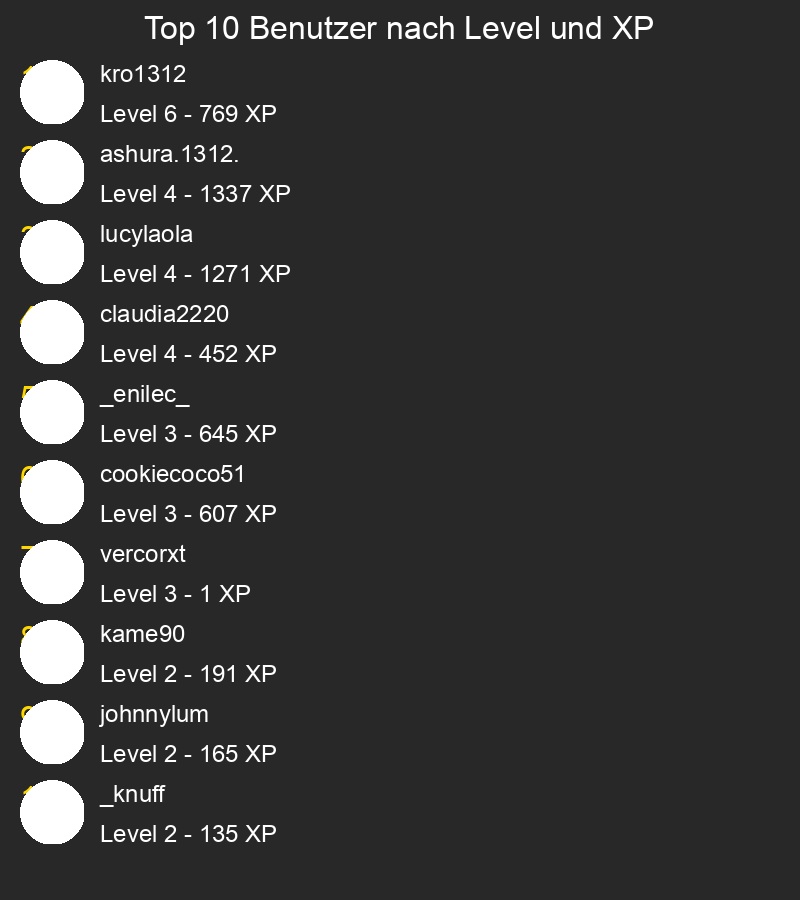 Top 10 Benutzer nach Level und XP
kro1312
Level 6 - 769 XP
ashura.1312.
Level 4 - 1337 XP
lucylaola
Level 4 - 1271 XP
claudia2220
Level 4 - 452 XP
_enilec_
Level 3 - 645 XP
cookiecoco51
Level 3 - 607 XP
vercorxt
Level 3 - 1 XP
kame90
Level 2 - 191 XP
johnnylum
Level 2 - 165 XP
_knuff
Level 2 - 135 XP